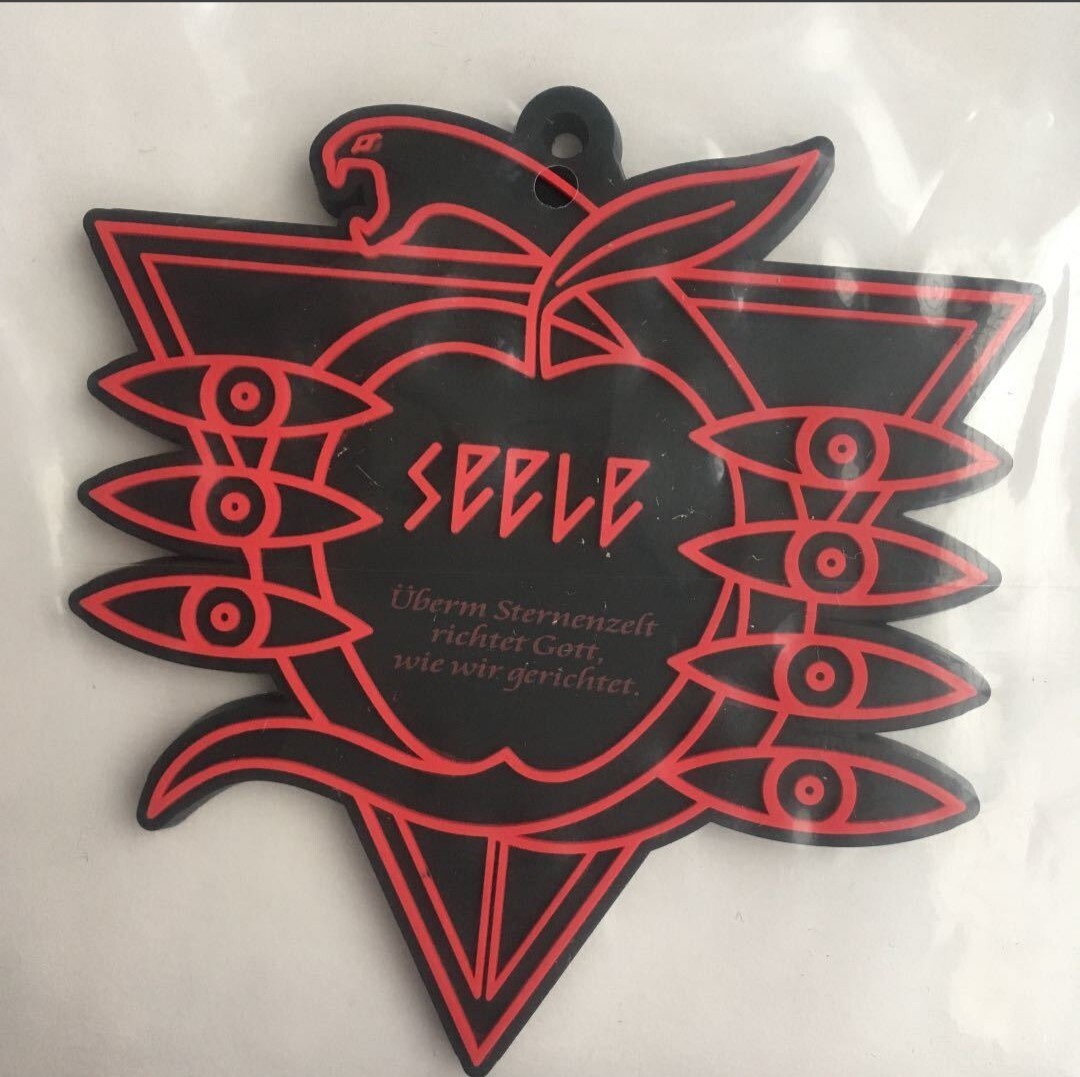 SEELE
Überm Sternenzelt
richtet Gott,
wie wir gerichtet.